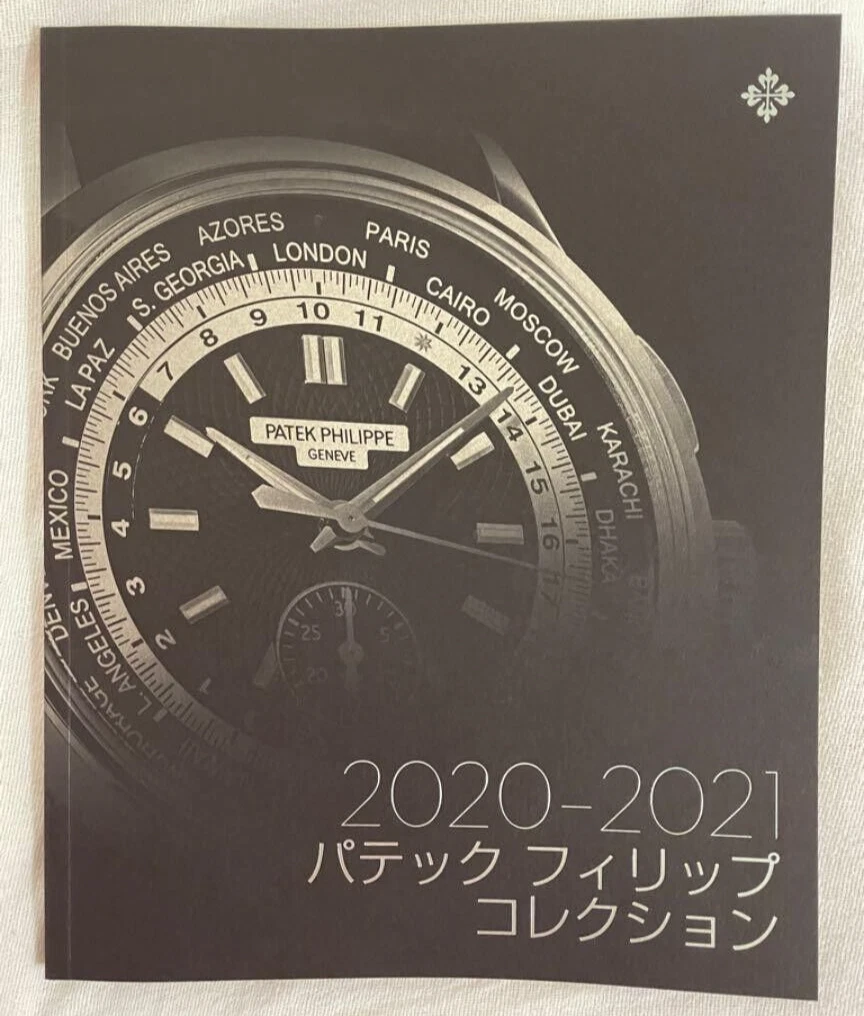 AZORES
PARIS
BUENOS AIRES
S. GEORGIA
LONDON
CAIRO
MOSCOW
LA PAZ
DUBAI
KARACHI
MEXICO
DHAKA
L. ANGELES
1 2 3 4 5 6 7 8 9 10 11 13 14 15 16 17
PATEK PHILIPPE
GENEVE
25 30 5
20
2020-2021
パテック フィリップ
コレクション